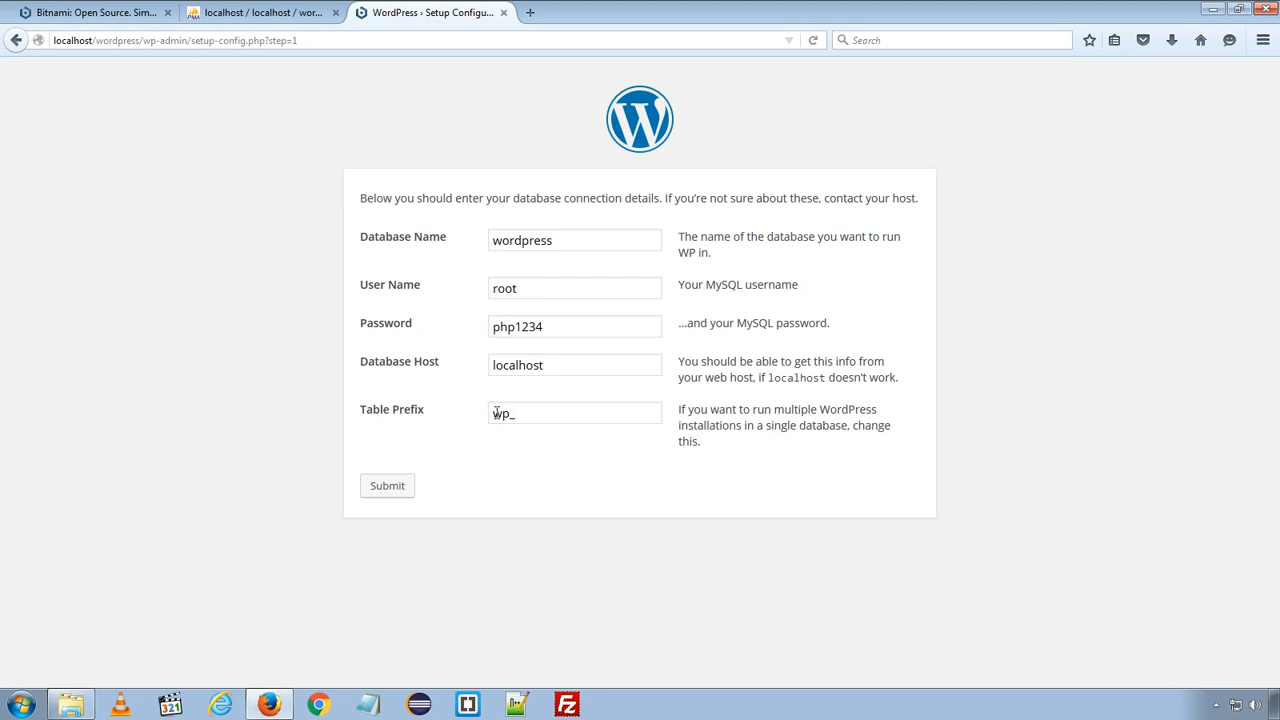 Bitnami: Open Source. Sim...
localhost / localhost / wor...
WordPress › Setup Configu...
localhost/wordpress/wp-admin/setup-config.php?step=1
Search
Below you should enter your database connection details. If you’re not sure about these, contact your host.
Database Name
wordpress
The name of the database you want to run
WP in.
User Name
root
Your MySQL username
Password
php1234
…and your MySQL password.
Database Host
localhost
You should be able to get this info from
your web host, if localhost doesn’t work.
Table Prefix
wp_
If you want to run multiple WordPress
installations in a single database, change
this.
Submit